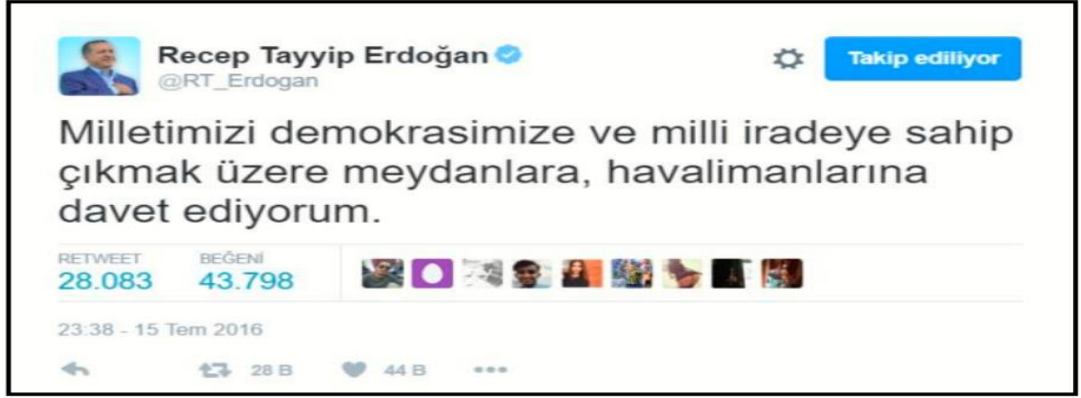 Recep Tayyip Erdoğan
Takip ediliyor
@RT_Erdogan
Milletimizi demokrasimize ve milli iradeye sahip
çıkmak üzere meydanlara, havalimanlarına
davet ediyorum.
RETWEET BEĞENİ
28.083 43.798
23:38 - 15 Tem 2016
28 B 44 B